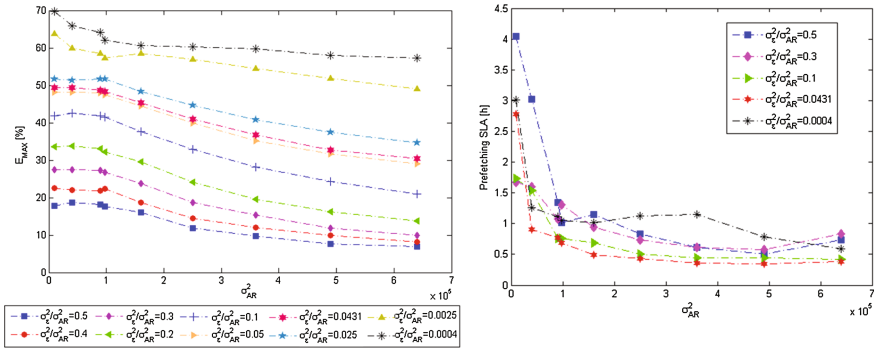 70
60
50
40
30
20
10
0
E_MAX [%]
0 1 2 3 4 5 6 7
σ²_AR
x 10⁵
σ²_ε/σ²_AR=0.5
σ²_ε/σ²_AR=0.3
σ²_ε/σ²_AR=0.1
σ²_ε/σ²_AR=0.0431
σ²_ε/σ²_AR=0.0025
σ²_ε/σ²_AR=0.4
σ²_ε/σ²_AR=0.2
σ²_ε/σ²_AR=0.05
σ²_ε/σ²_AR=0.025
σ²_ε/σ²_AR=0.0004
4.5
4
3.5
3
2.5
2
1.5
1
0.5
0
Prefetching SLA [h]
σ²_ε/σ²_AR=0.5
σ²_ε/σ²_AR=0.3
σ²_ε/σ²_AR=0.1
σ²_ε/σ²_AR=0.0431
σ²_ε/σ²_AR=0.0004
0 1 2 3 4 5 6 7
σ²_AR
x 10⁵